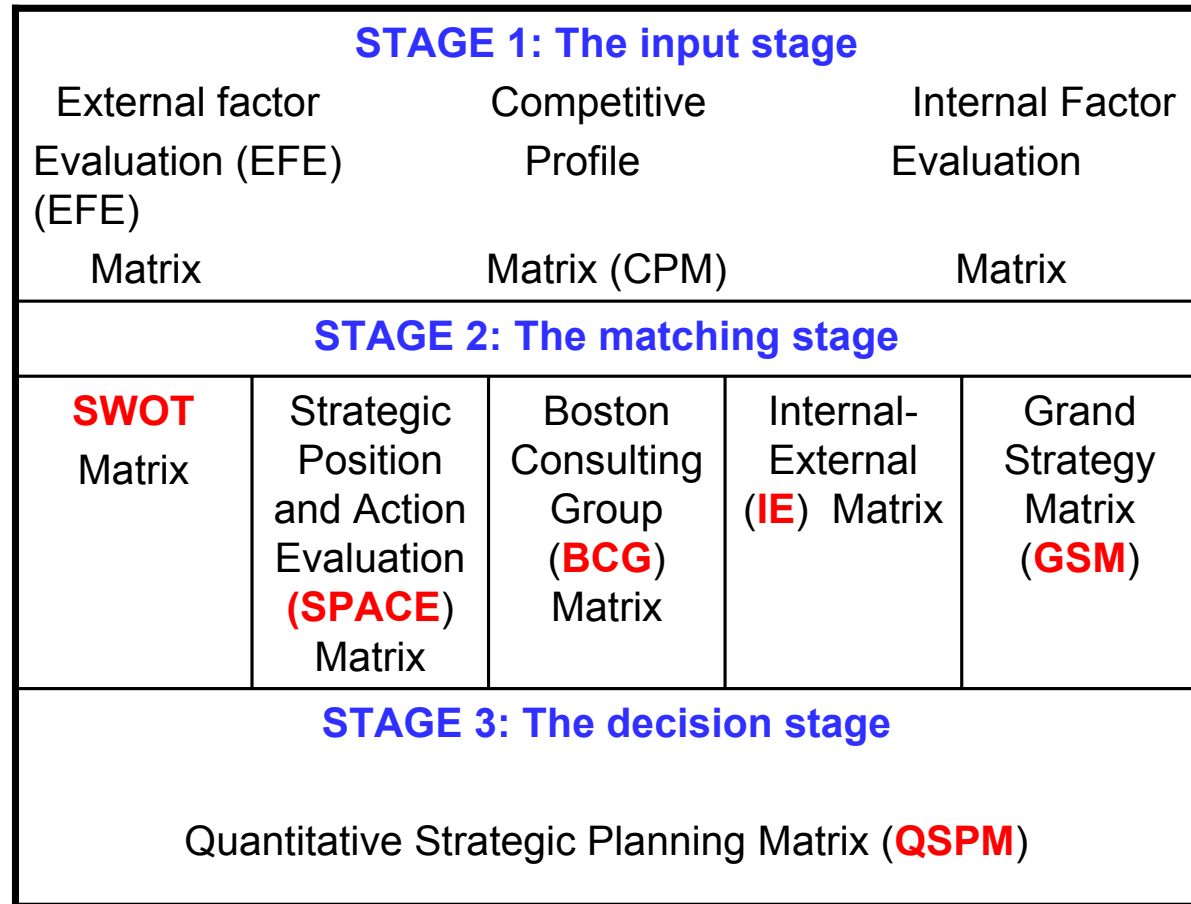 STAGE 1: The input stage
External factor Competitive Internal Factor
Evaluation (EFE) Profile Evaluation
(EFE)
Matrix Matrix (CPM) Matrix
STAGE 2: The matching stage
SWOT
Matrix
Strategic
Position
and Action
Evaluation
(SPACE)
Matrix
Boston
Consulting
Group
(BCG)
Matrix
Internal-
External
(IE) Matrix
Grand
Strategy
Matrix
(GSM)
STAGE 3: The decision stage
Quantitative Strategic Planning Matrix (QSPM)